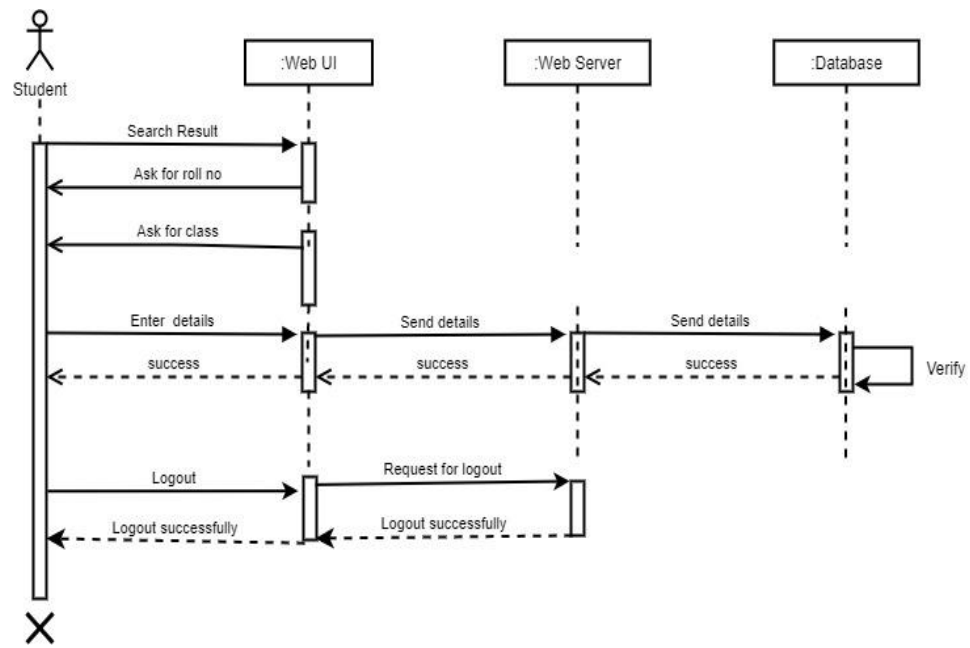 Student
:Web UI
:Web Server
:Database
Search Result
Ask for roll no
Ask for class
Enter details
Send details
Send details
success
success
success
Verify
Logout
Request for logout
Logout successfully
Logout successfully